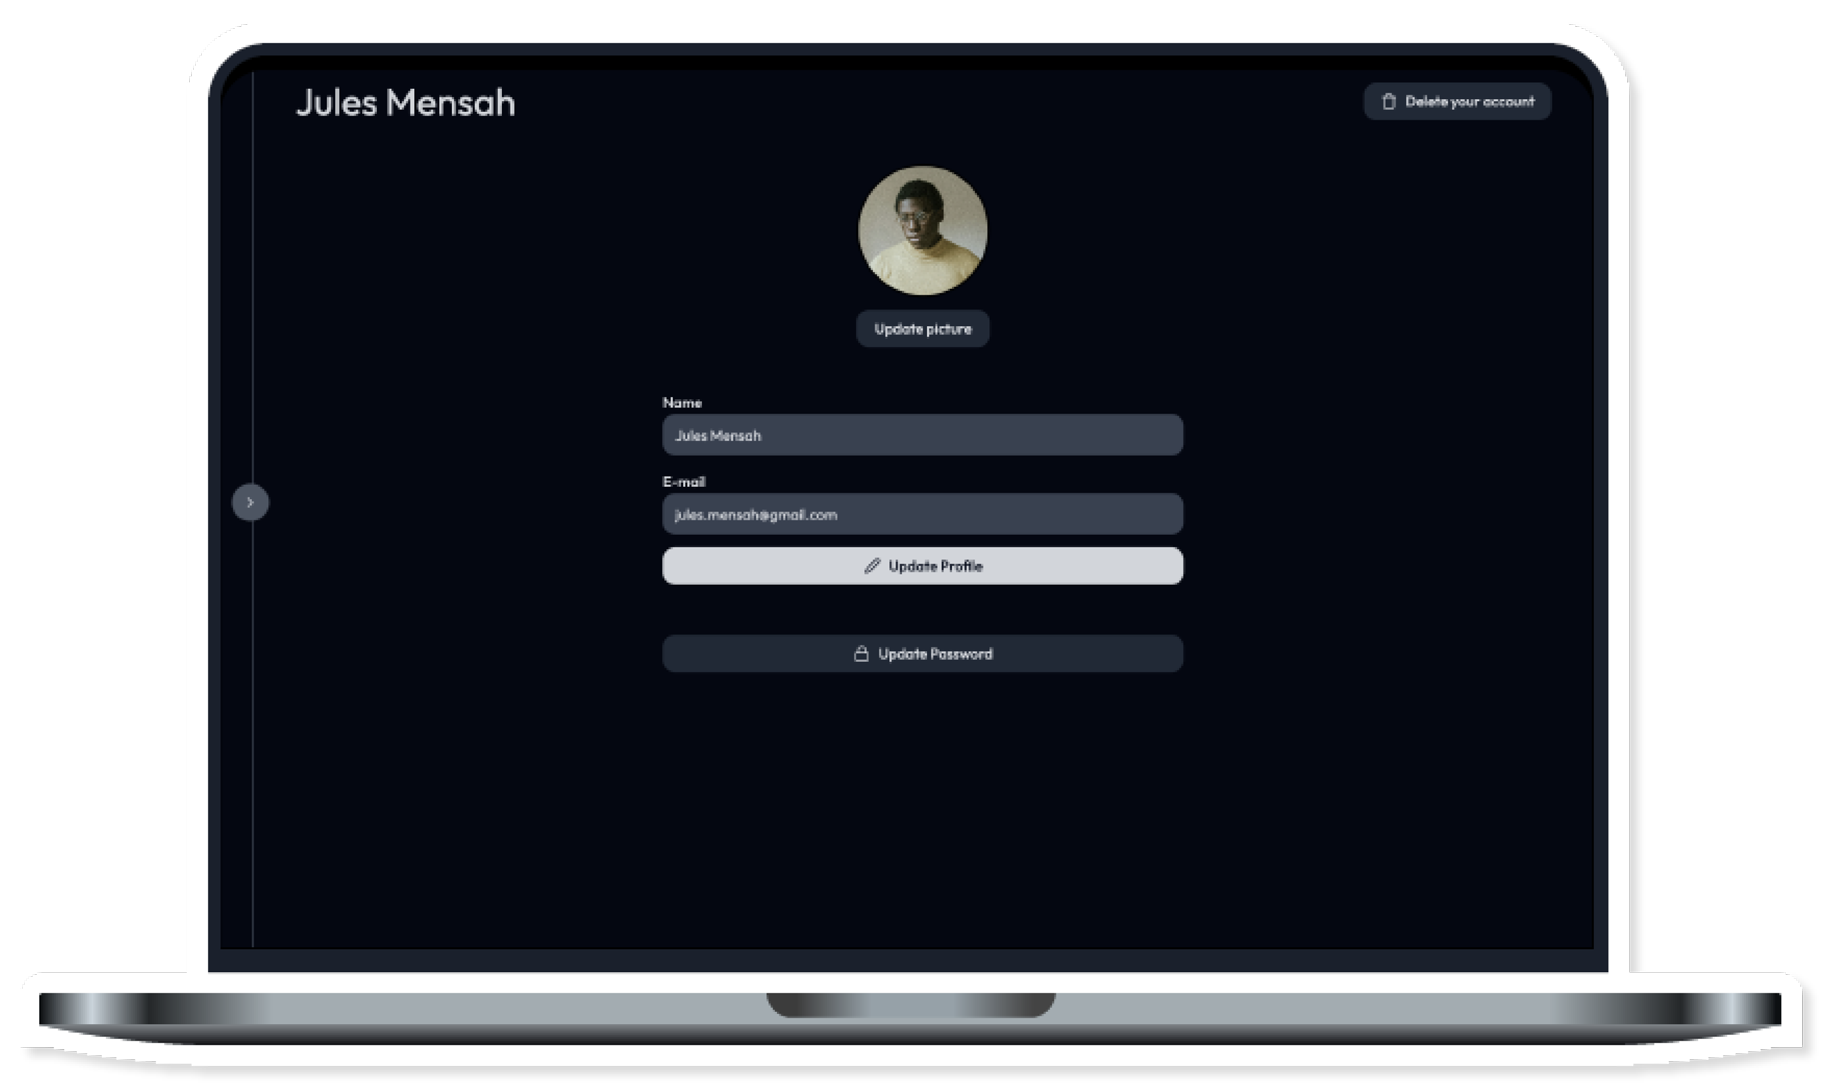 Jules Mensah
Delete your account
Update picture
Name
Jules Mensah
E-mail
jules.mensah@gmail.com
Update Profile
Update Password